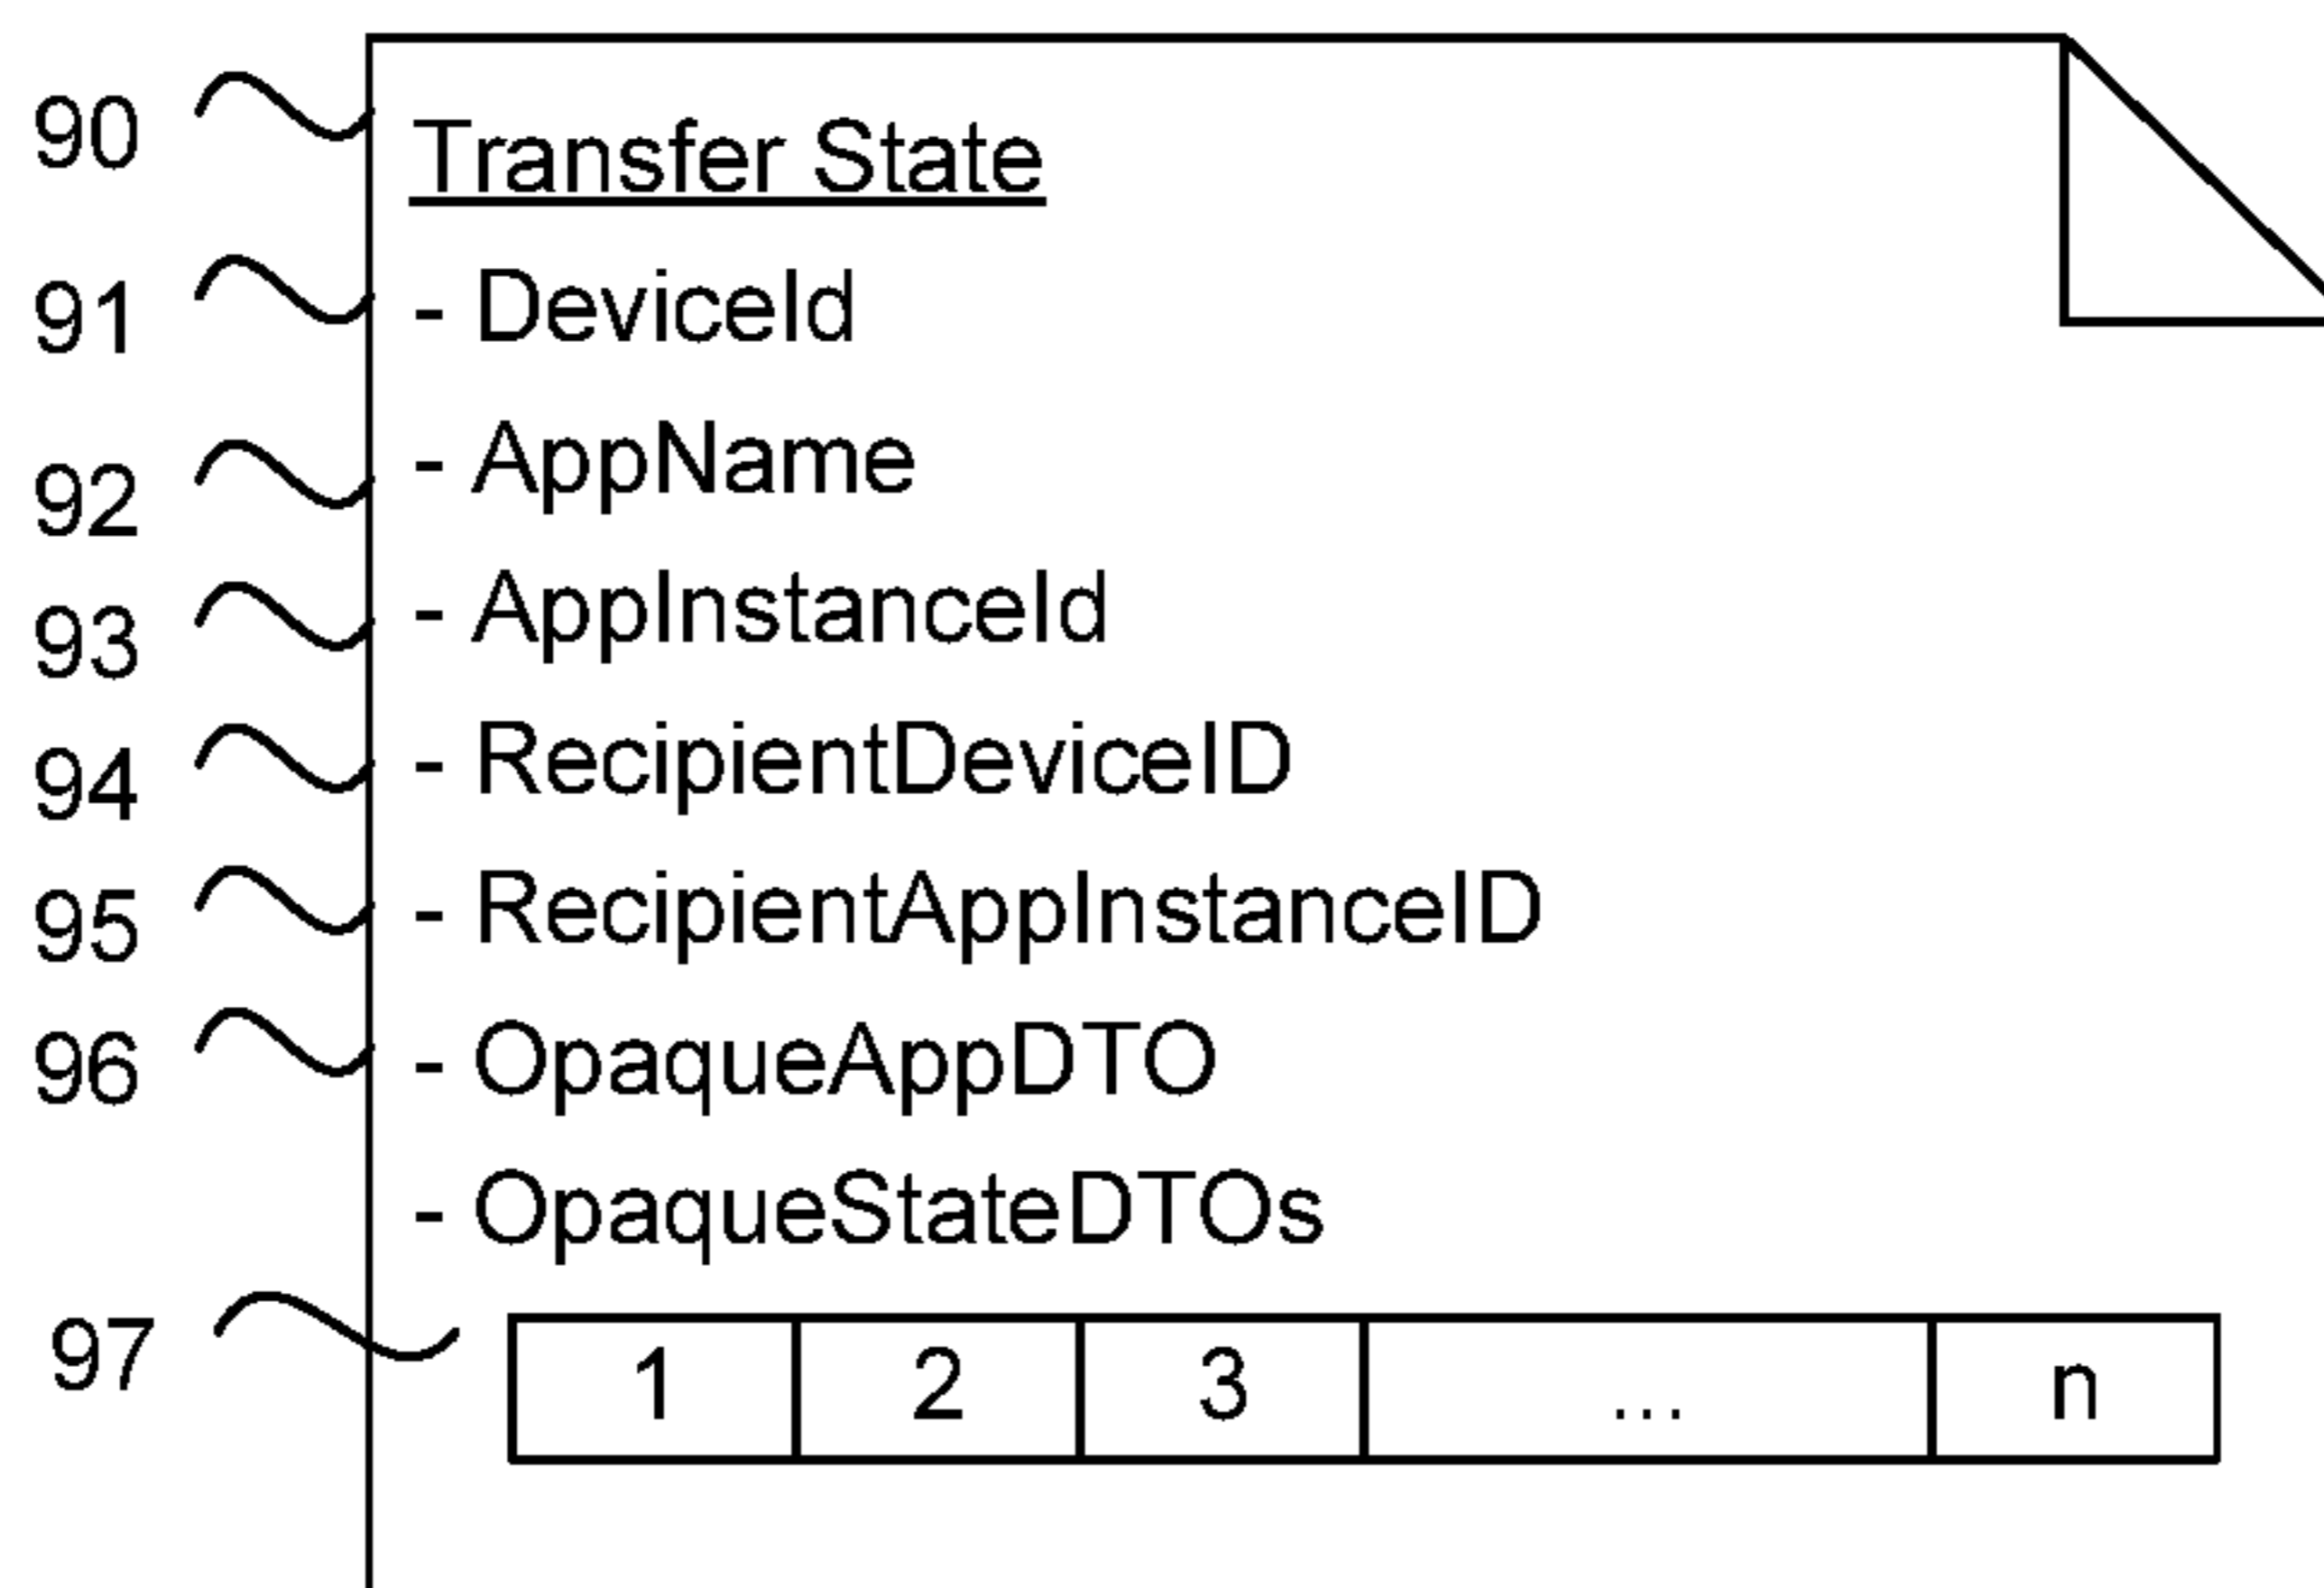 90 Transfer State
91 - DeviceId
92 - AppName
93 - AppInstanceId
94 - RecipientDeviceID
95 - RecipientAppInstanceID
96 - OpaqueAppDTO
- OpaqueStateDTOs
97 1 2 3 ... n